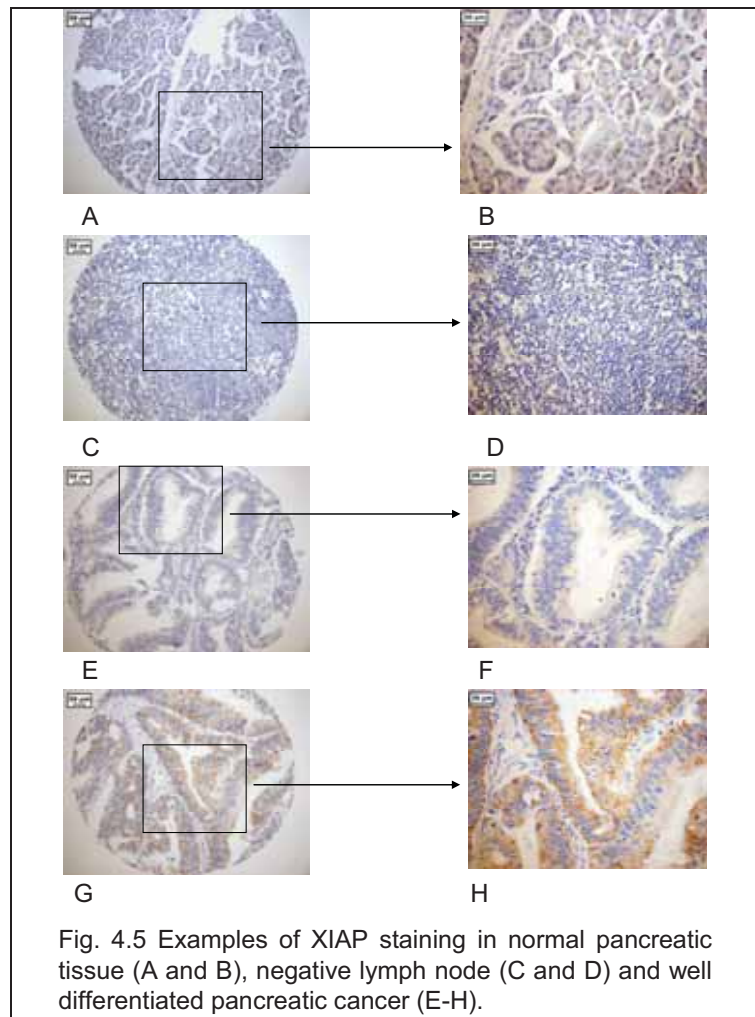 A B
C D
E F
G H
Fig. 4.5 Examples of XIAP staining in normal pancreatic
tissue (A and B), negative lymph node (C and D) and well
differentiated pancreatic cancer (E-H).